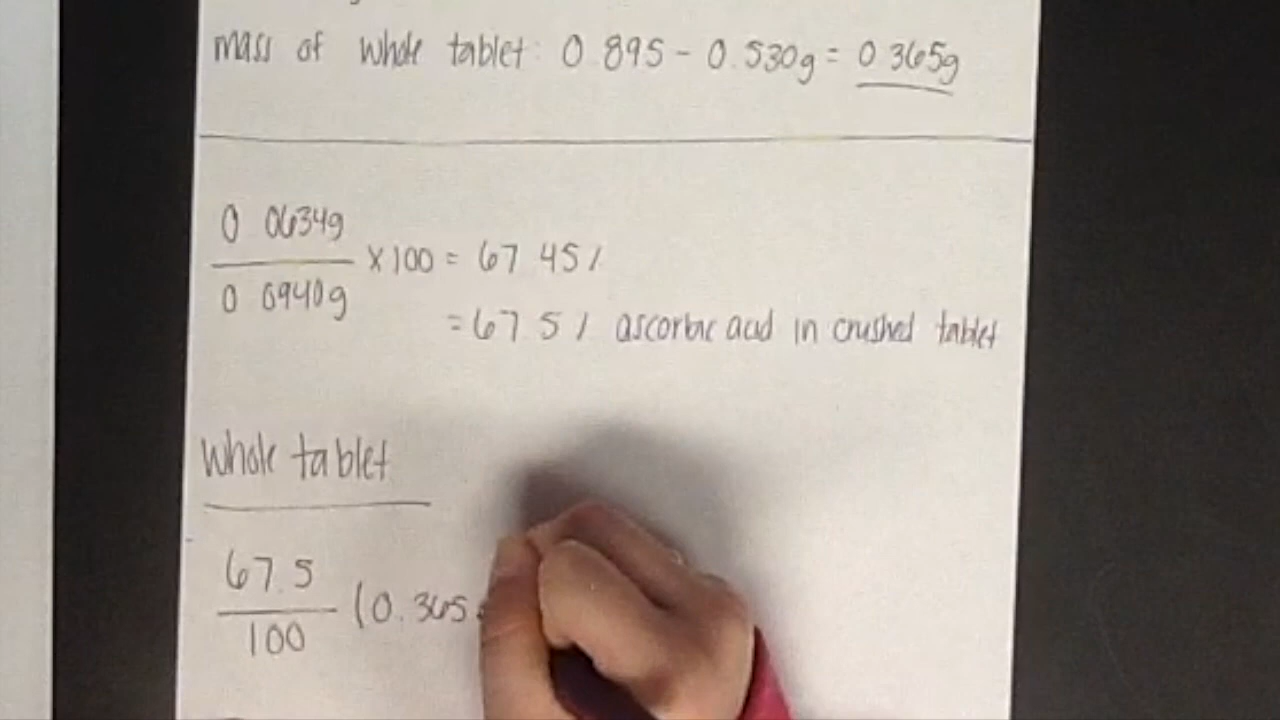 mass of whole tablet: 0.895 - 0.530g = 0.365g
0.0634g
0.0940g
x100 = 67.45%
= 67.5% ascorbic acid in crushed tablet
Whole tablet
67.5
100
(0.365